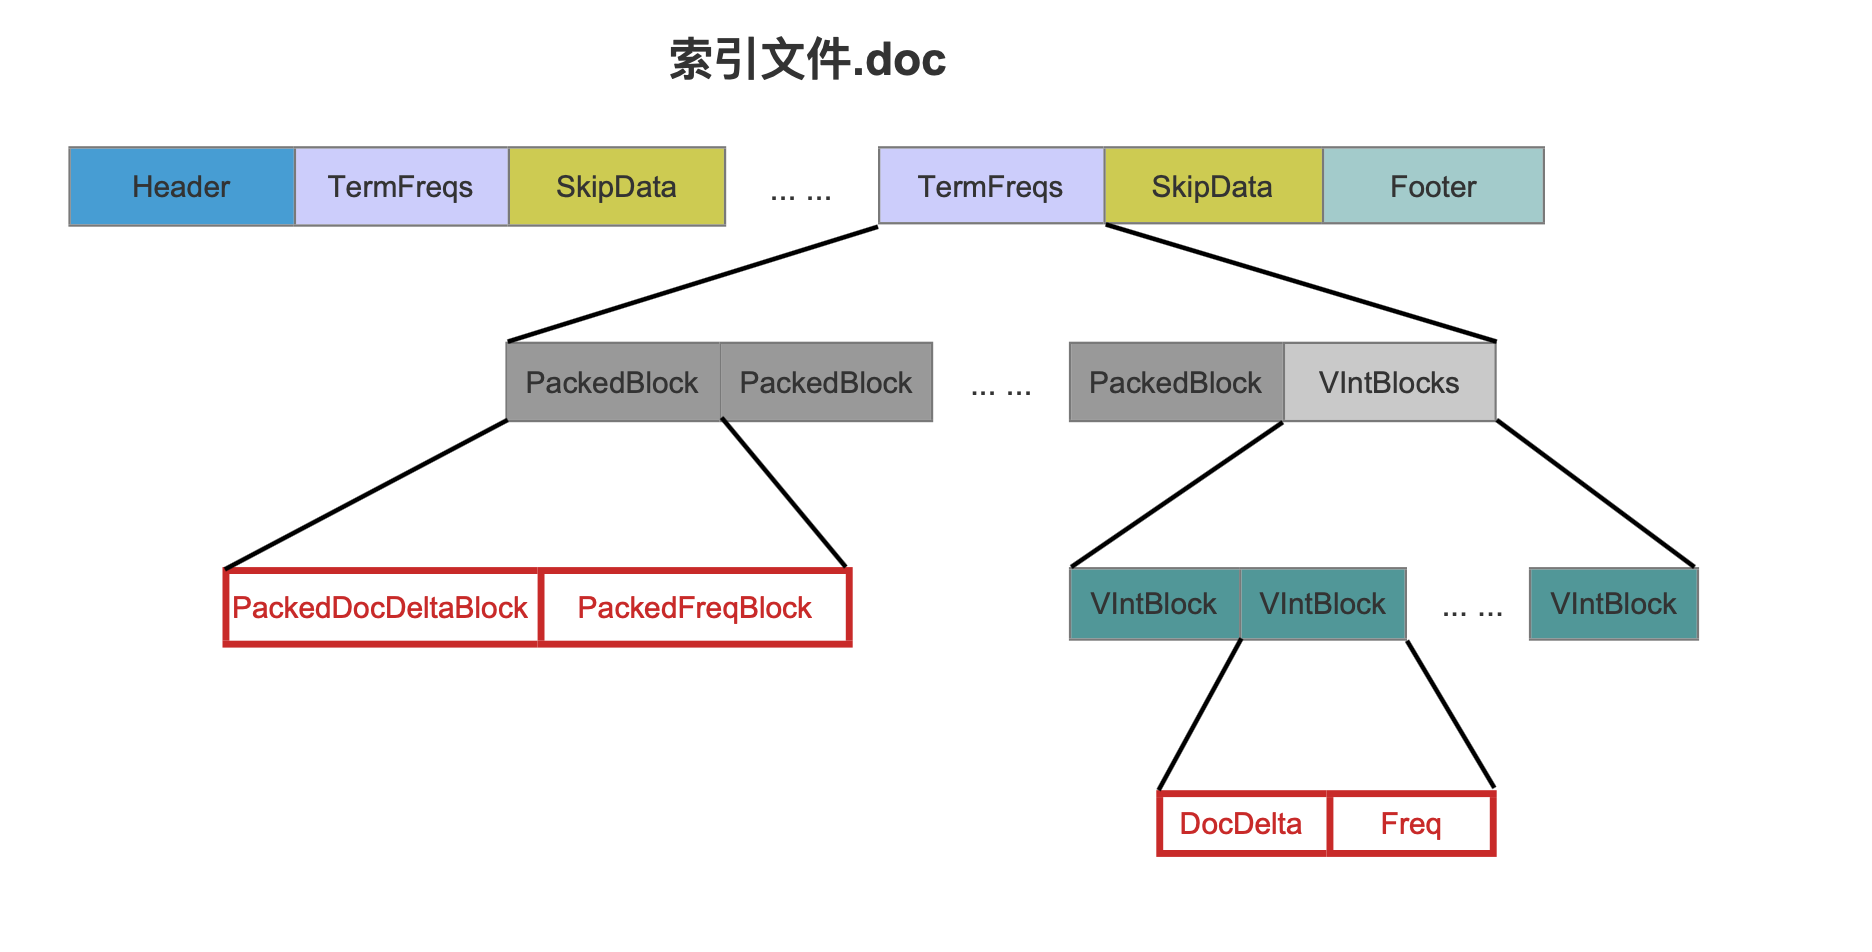 索引文件.doc
Header TermFreqs SkipData ... ... TermFreqs SkipData Footer
PackedBlock PackedBlock ... ... PackedBlock VIntBlocks
PackedDocDeltaBlock PackedFreqBlock VIntBlock VIntBlock ... ... VIntBlock
DocDelta Freq